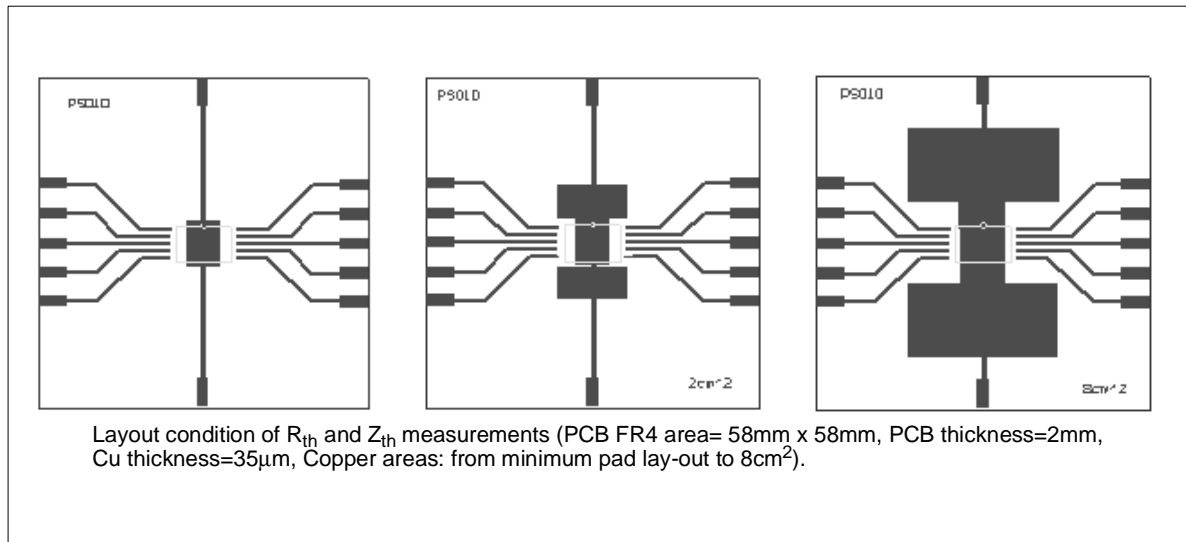 PSO10
PSO10
PSO10
2cm^2
8cm^2
Layout condition of Rth and Zth measurements (PCB FR4 area= 58mm x 58mm, PCB thickness=2mm,
Cu thickness=35μm, Copper areas: from minimum pad lay-out to 8cm²).